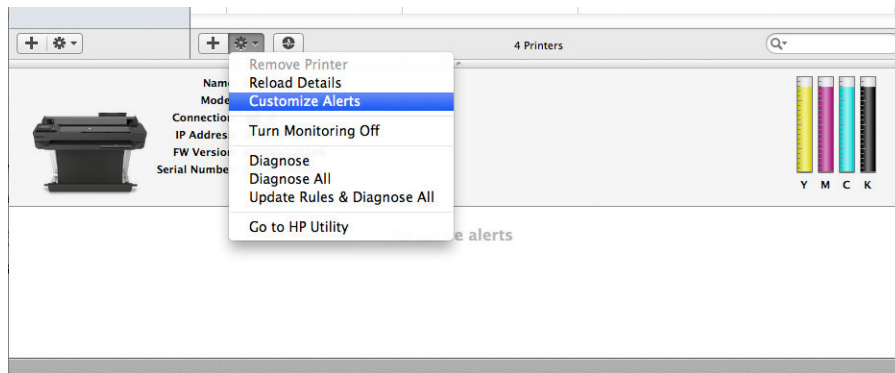 4 Printers
Remove Printer
Reload Details
Customize Alerts
Turn Monitoring Off
Diagnose
Diagnose All
Update Rules & Diagnose All
Go to HP Utility
Name
Mode
Connection
IP Addres
FW Version
Serial Numbe
Y M C K
e alerts